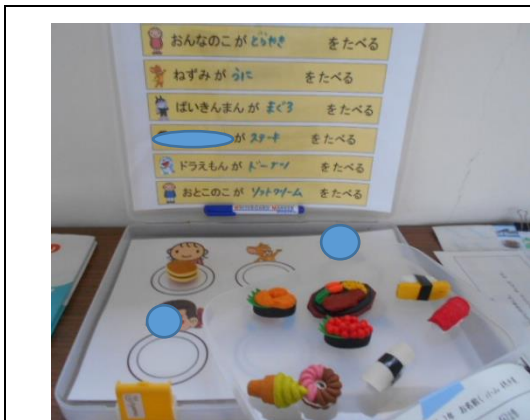 おんなのこが どらやき をたべる
ねずみが うに をたべる
ばいきんまんが まぐろ をたべる
が ステーキ をたべる
ドラえもんが ドーナツ をたべる
おとこのこが ソフトクリーム をたべる